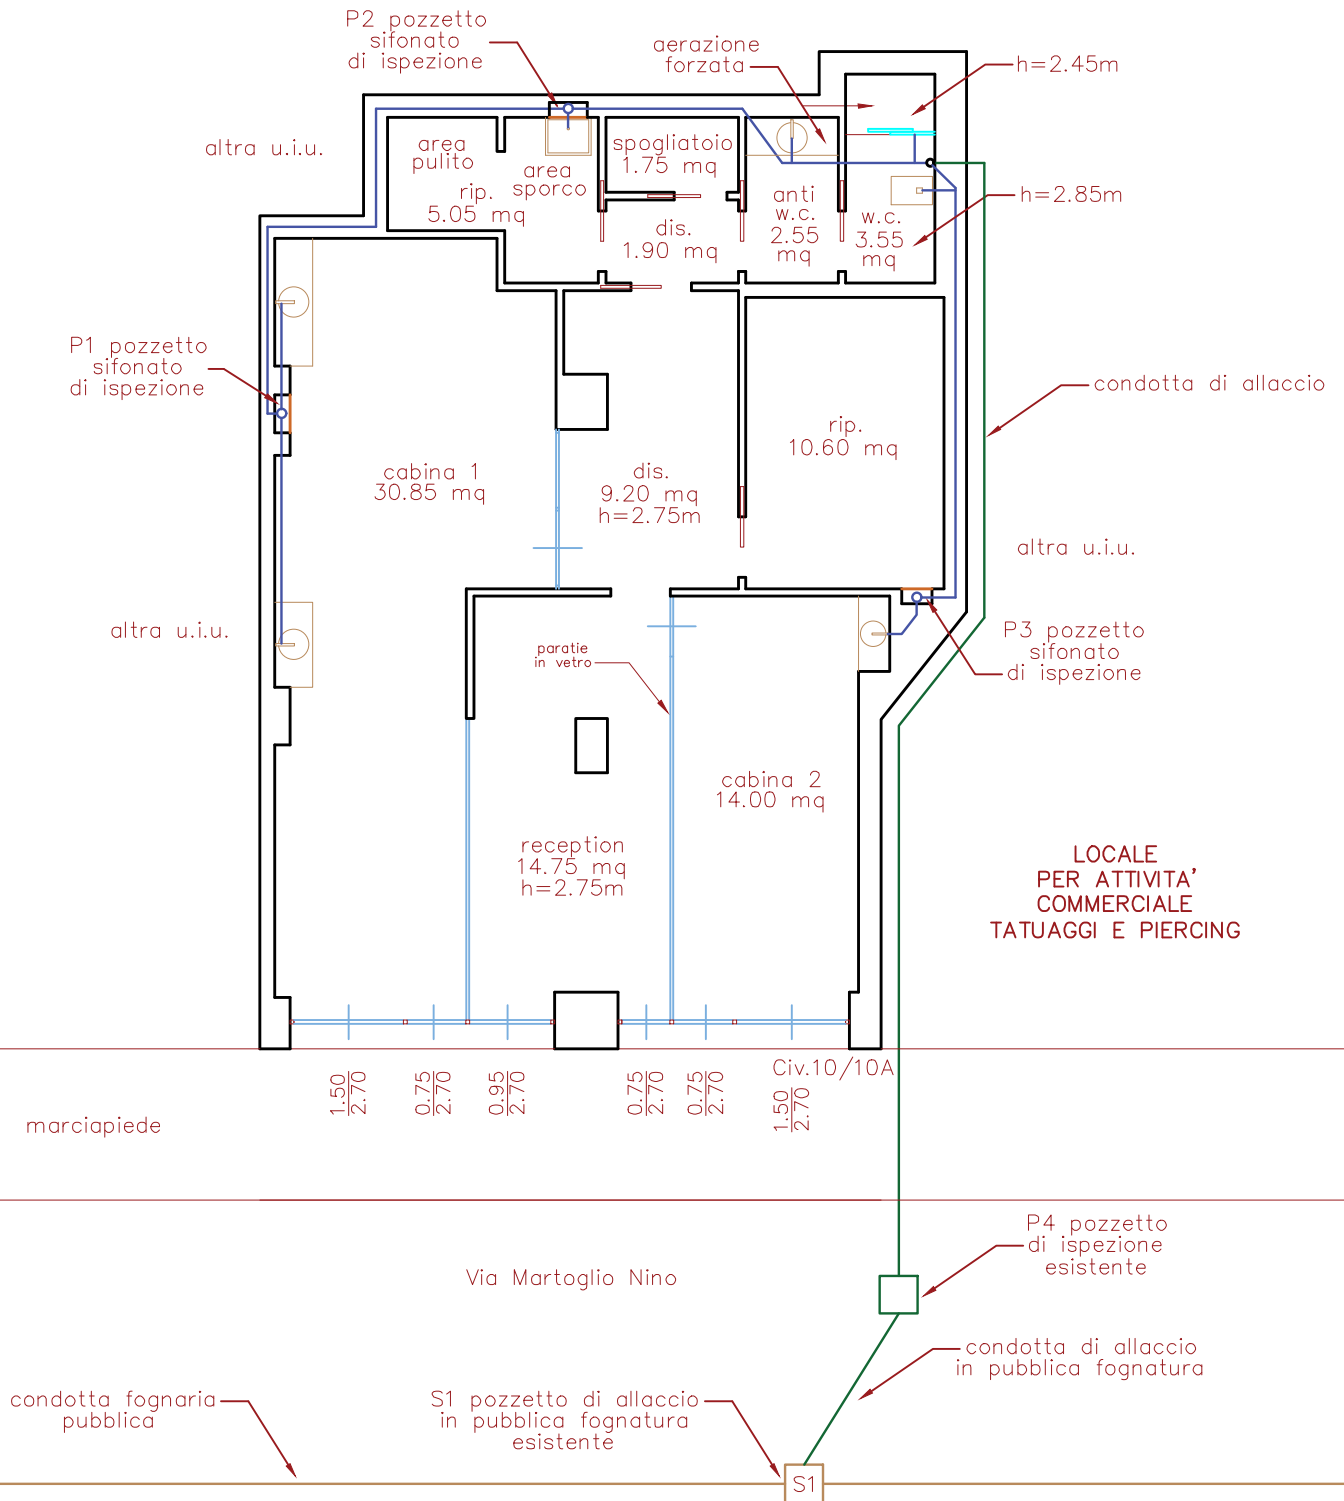 P2 pozzetto
sifonato
di ispezione
aerazione
forzata
h=2.45m
altra u.i.u.
area
pulito
rip.
5.05 mq
area
sporco
spogliatoio
1.75 mq
dis.
1.90 mq
anti
w.c.
2.55
mq
w.c.
3.55
mq
h=2.85m
P1 pozzetto
sifonato
di ispezione
condotta di allaccio
rip.
10.60 mq
cabina 1
30.85 mq
dis.
9.20 mq
h=2.75m
altra u.i.u.
altra u.i.u.
paratie
in vetro
P3 pozzetto
sifonato
di ispezione
cabina 2
14.00 mq
reception
14.75 mq
h=2.75m
LOCALE
PER ATTIVITA'
COMMERCIALE
TATUAGGI E PIERCING
Civ.10/10A
1.50
2.70
0.75
2.70
0.95
2.70
0.75
2.70
0.75
2.70
1.50
2.70
marciapiede
P4 pozzetto
di ispezione
esistente
Via Martoglio Nino
condotta di allaccio
in pubblica fognatura
condotta fognaria
pubblica
S1 pozzetto di allaccio
in pubblica fognatura
esistente
S1